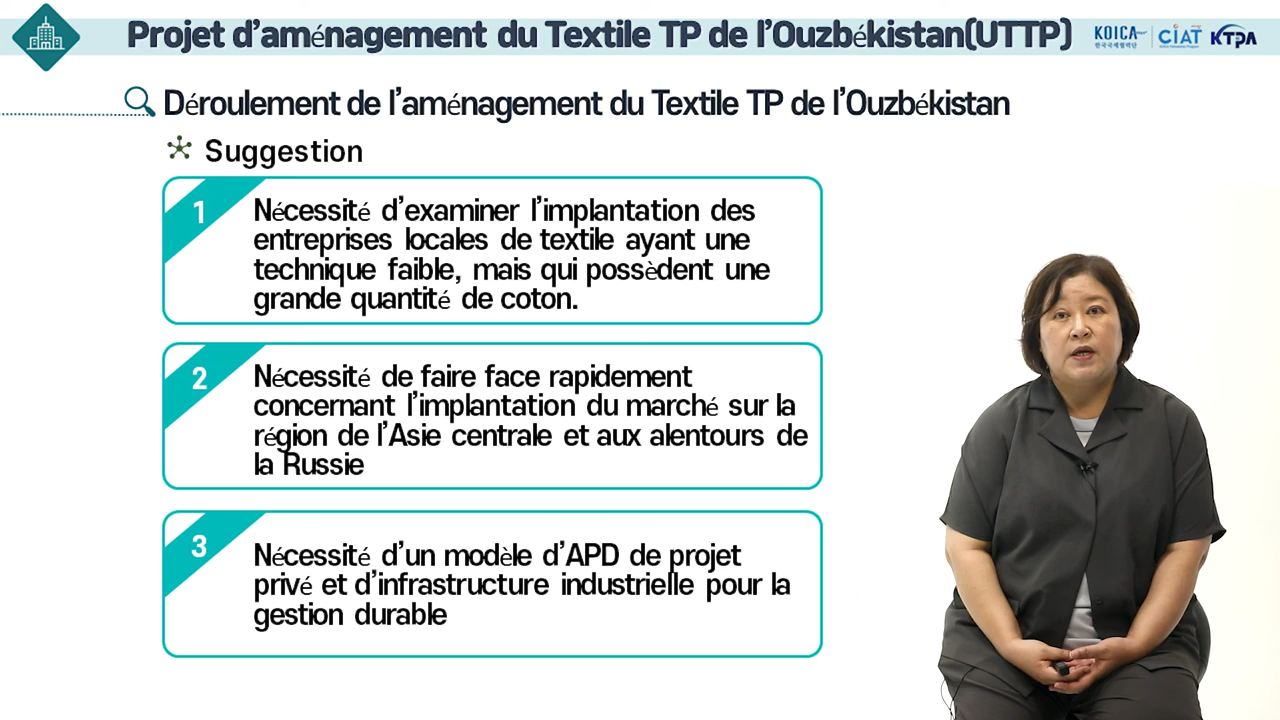 Projet d'aménagement du Textile TP de l'Ouzbékistan(UTTP)
KOICA
한국국제협력단
CIAT
KTPA
Déroulement de l'aménagement du Textile TP de l'Ouzbékistan
Suggestion
1
Nécessité d'examiner l'implantation des
entreprises locales de textile ayant une
technique faible, mais qui possèdent une
grande quantité de coton.
2
Nécessité de faire face rapidement
concernant l'implantation du marché sur la
région de l'Asie centrale et aux alentours de
la Russie
3
Nécessité d'un modèle d'APD de projet
privé et d'infrastructure industrielle pour la
gestion durable